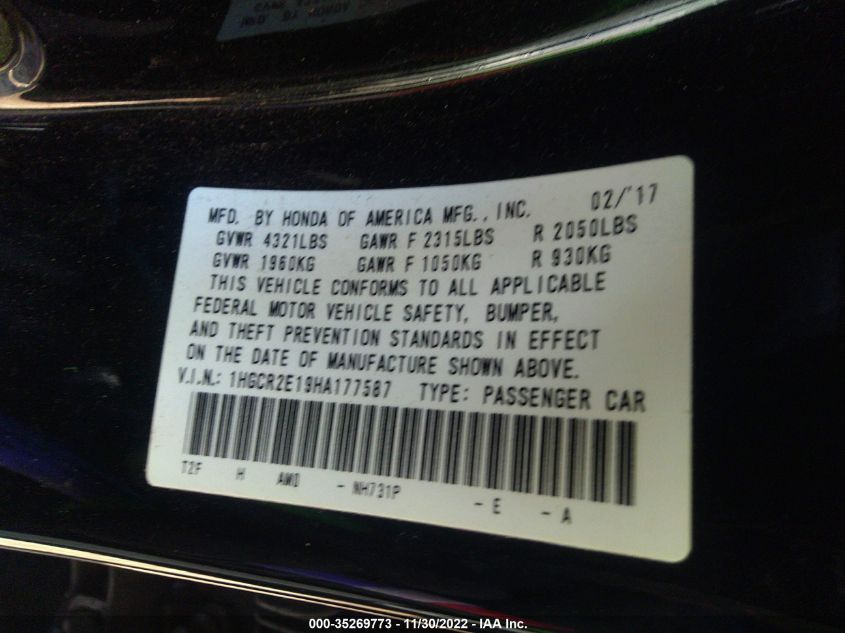 MFD. BY HONDA OF AMERICA MFG., INC. 02/'17
GVWR 4321LBS GAWR F 2315LBS R 2050LBS
GVWR 1960KG GAWR F 1050KG R 930KG
THIS VEHICLE CONFORMS TO ALL APPLICABLE
FEDERAL MOTOR VEHICLE SAFETY, BUMPER,
AND THEFT PREVENTION STANDARDS IN EFFECT
ON THE DATE OF MANUFACTURE SHOWN ABOVE.
V.I.N.: 1HGCR2E19HA177587 TYPE: PASSENGER CAR
T2F H AMO - NH731P - E - A
000-35269773 - 11/30/2022 - IAA Inc.